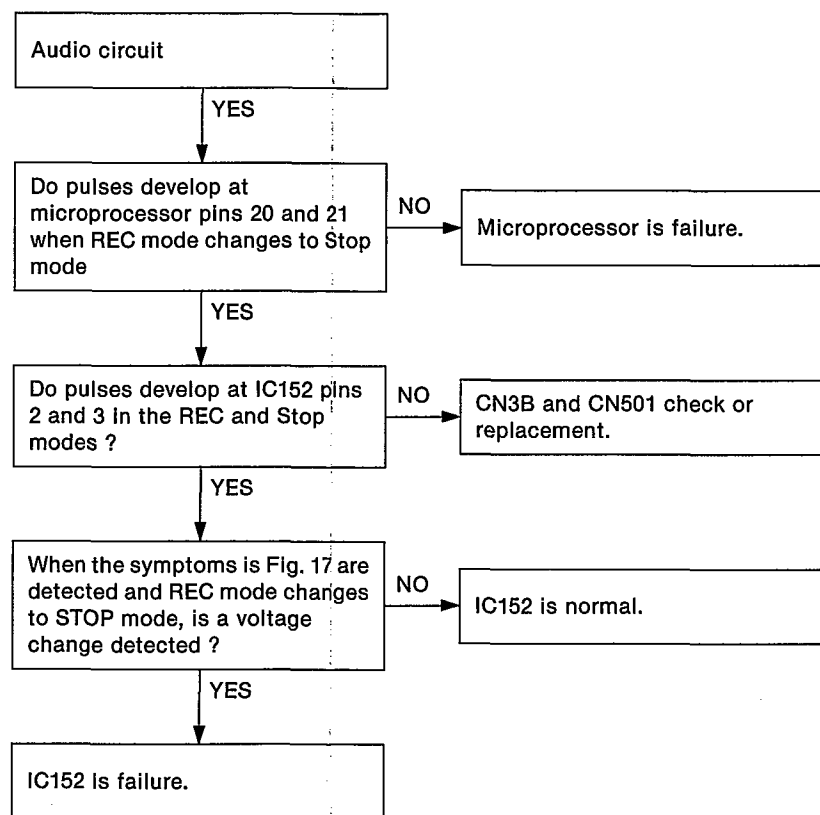 Audio circuit
YES
Do pulses develop at
microprocessor pins 20 and 21
when REC mode changes to Stop
mode
NO
Microprocessor is failure.
YES
Do pulses develop at IC152 pins
2 and 3 in the REC and Stop
modes ?
NO
CN3B and CN501 check or
replacement.
YES
When the symptoms is Fig. 17 are
detected and REC mode changes
to STOP mode, is a voltage
change detected ?
NO
IC152 is normal.
YES
IC152 is failure.